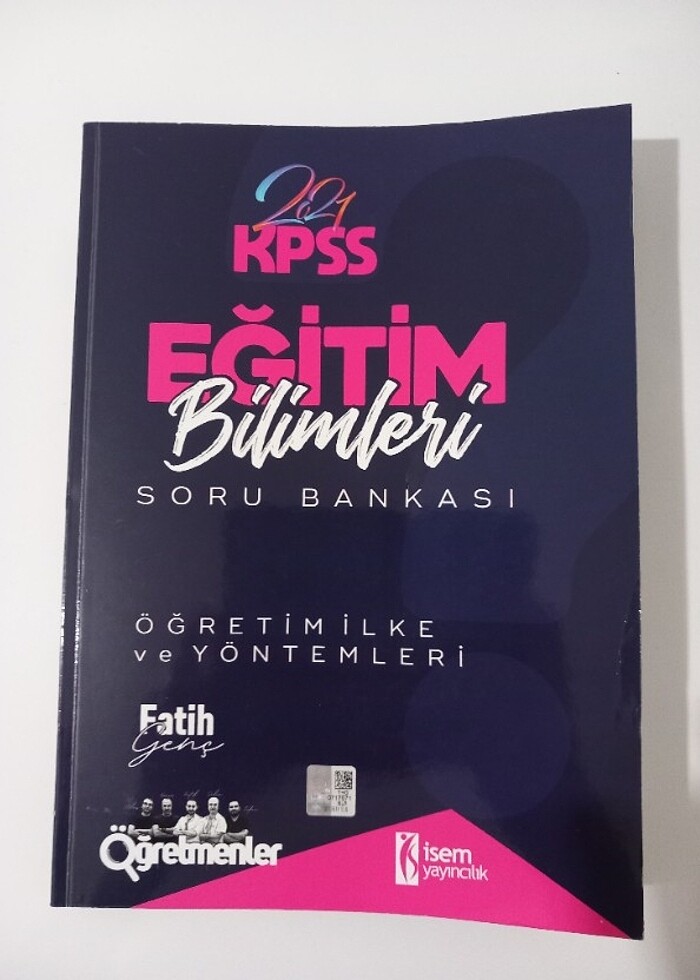 2021
KPSS
EĞİTİM
Bilimleri
SORU BANKASI
ÖĞRETİM İLKE
ve YÖNTEMLERİ
Fatih
Genç
Öğretmenler
isem
yayıncılık